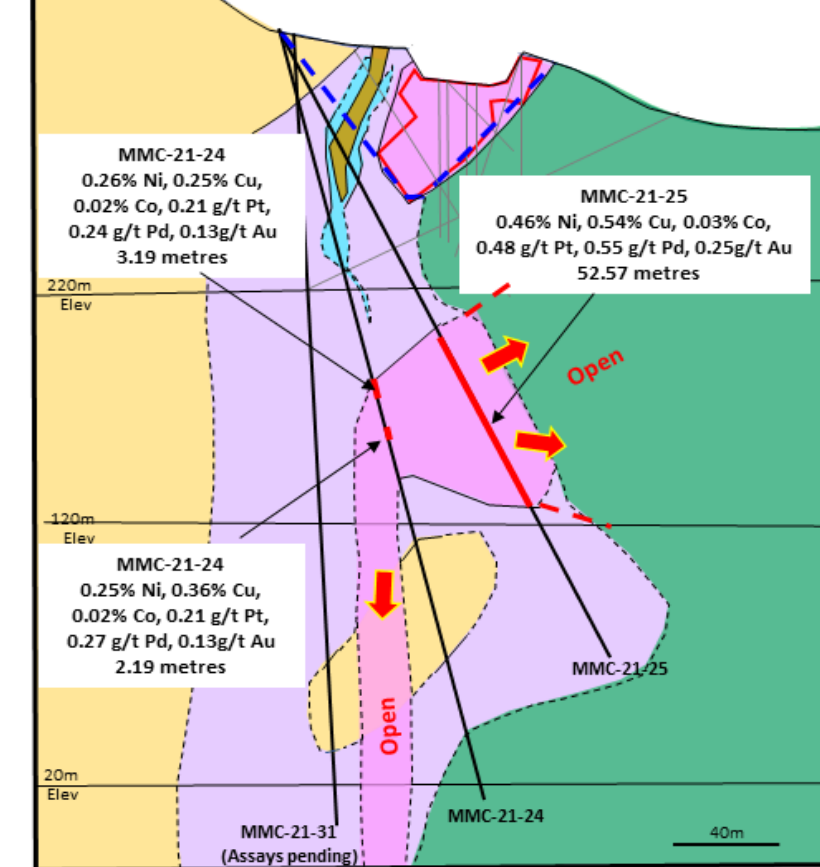 MMC-21-24
0.26% Ni, 0.25% Cu,
0.02% Co, 0.21 g/t Pt,
0.24 g/t Pd, 0.13g/t Au
3.19 metres
MMC-21-25
0.46% Ni, 0.54% Cu, 0.03% Co,
0.48 g/t Pt, 0.55 g/t Pd, 0.25g/t Au
52.57 metres
220m
Elev
Open
120m
Elev
MMC-21-24
0.25% Ni, 0.36% Cu,
0.02% Co, 0.21 g/t Pt,
0.27 g/t Pd, 0.13g/t Au
2.19 metres
MMC-21-25
Open
20m
Elev
MMC-21-24
MMC-21-31
(Assays pending)
40m